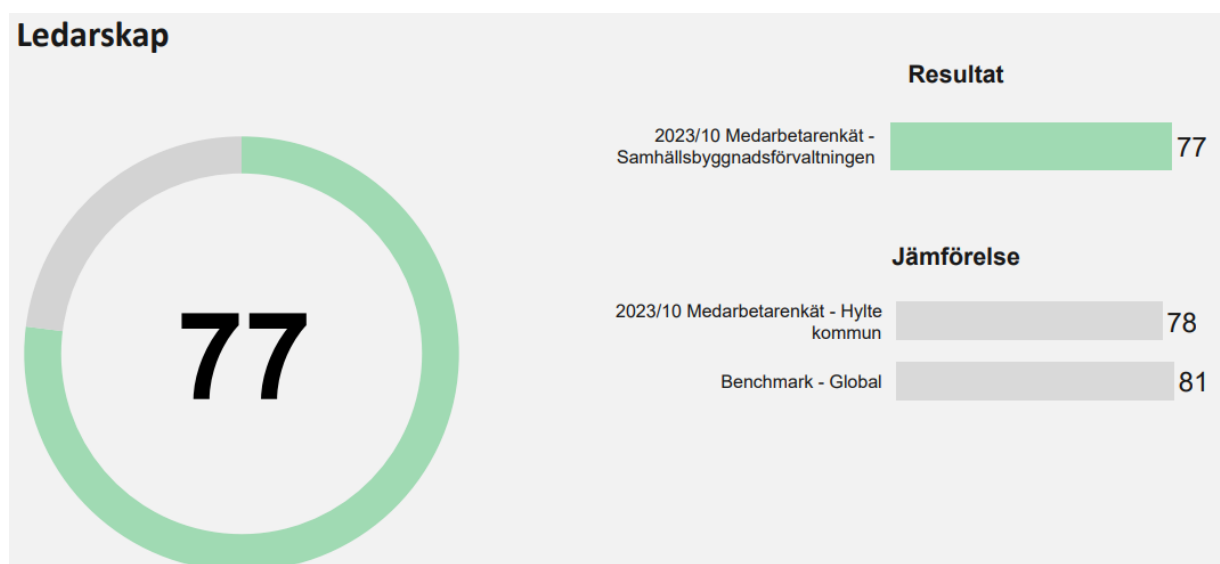 Ledarskap
77
Resultat
2023/10 Medarbetarenkät -
Samhällsbyggnadsförvaltningen
77
Jämförelse
2023/10 Medarbetarenkät - Hylte
kommun
78
Benchmark - Global
81